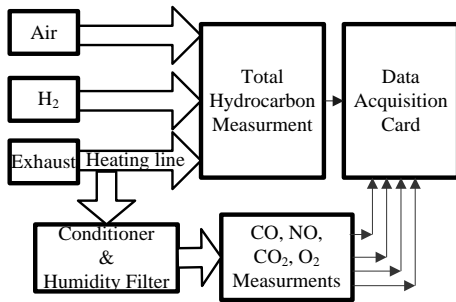 Air
H₂
Exhaust
Heating line
Total
Hydrocarbon
Measurment
Data
Acquisition
Card
Conditioner
&
Humidity Filter
CO, NO,
CO₂, O₂
Measurments